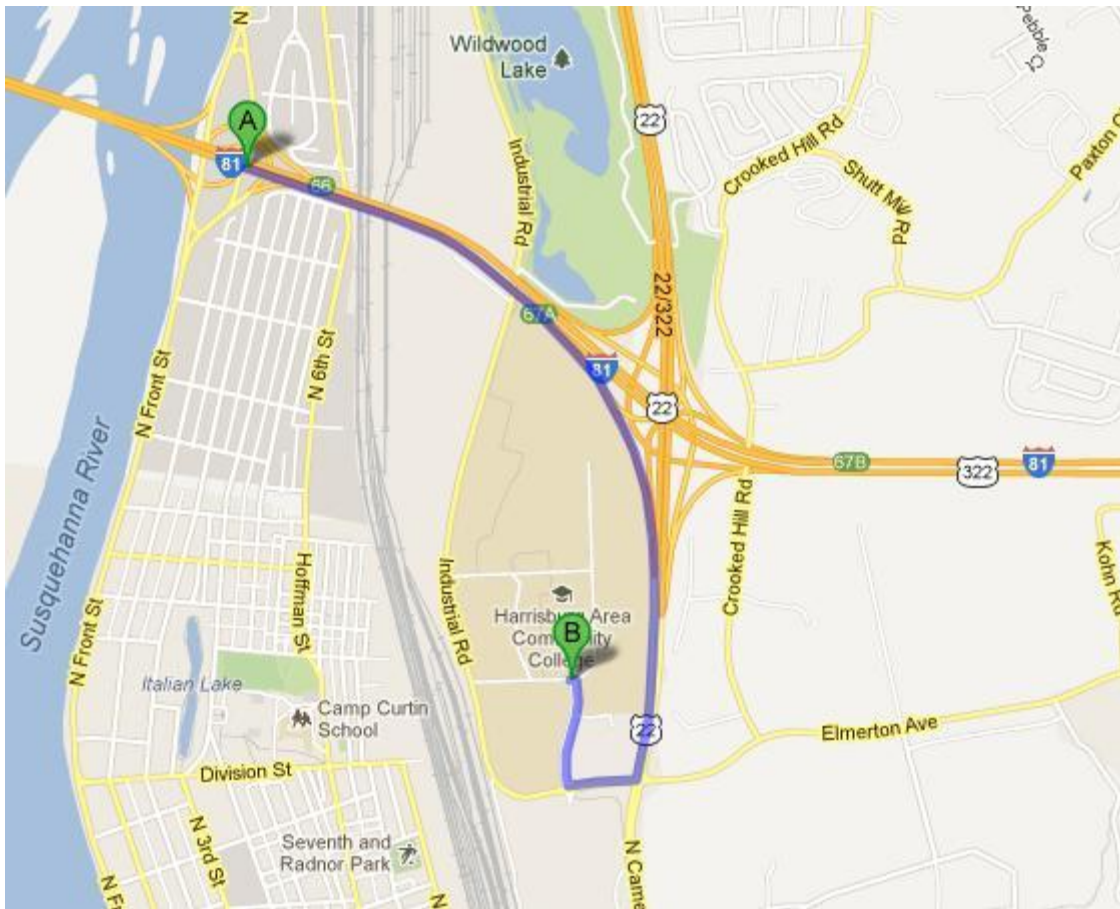 N
Pebble
Wildwood
Lake
22
Crooked Hill Rd
Paxton
A
81
66
Industrial Rd
Shutt Mill Rd
22/322
67A
N Front St
N 6th St
81
22
67B
322
81
Susquehanna River
Crooked Hill Rd
Industrial Rd
Hoffman St
Kohn Rd
Harrisburg Area
Community
College
B
N Front St
Italian Lake
Camp Curtin
School
22
Elmerton Ave
Division St
N 3rd St
Seventh and
Radnor Park
N Came
N Fr
N
N